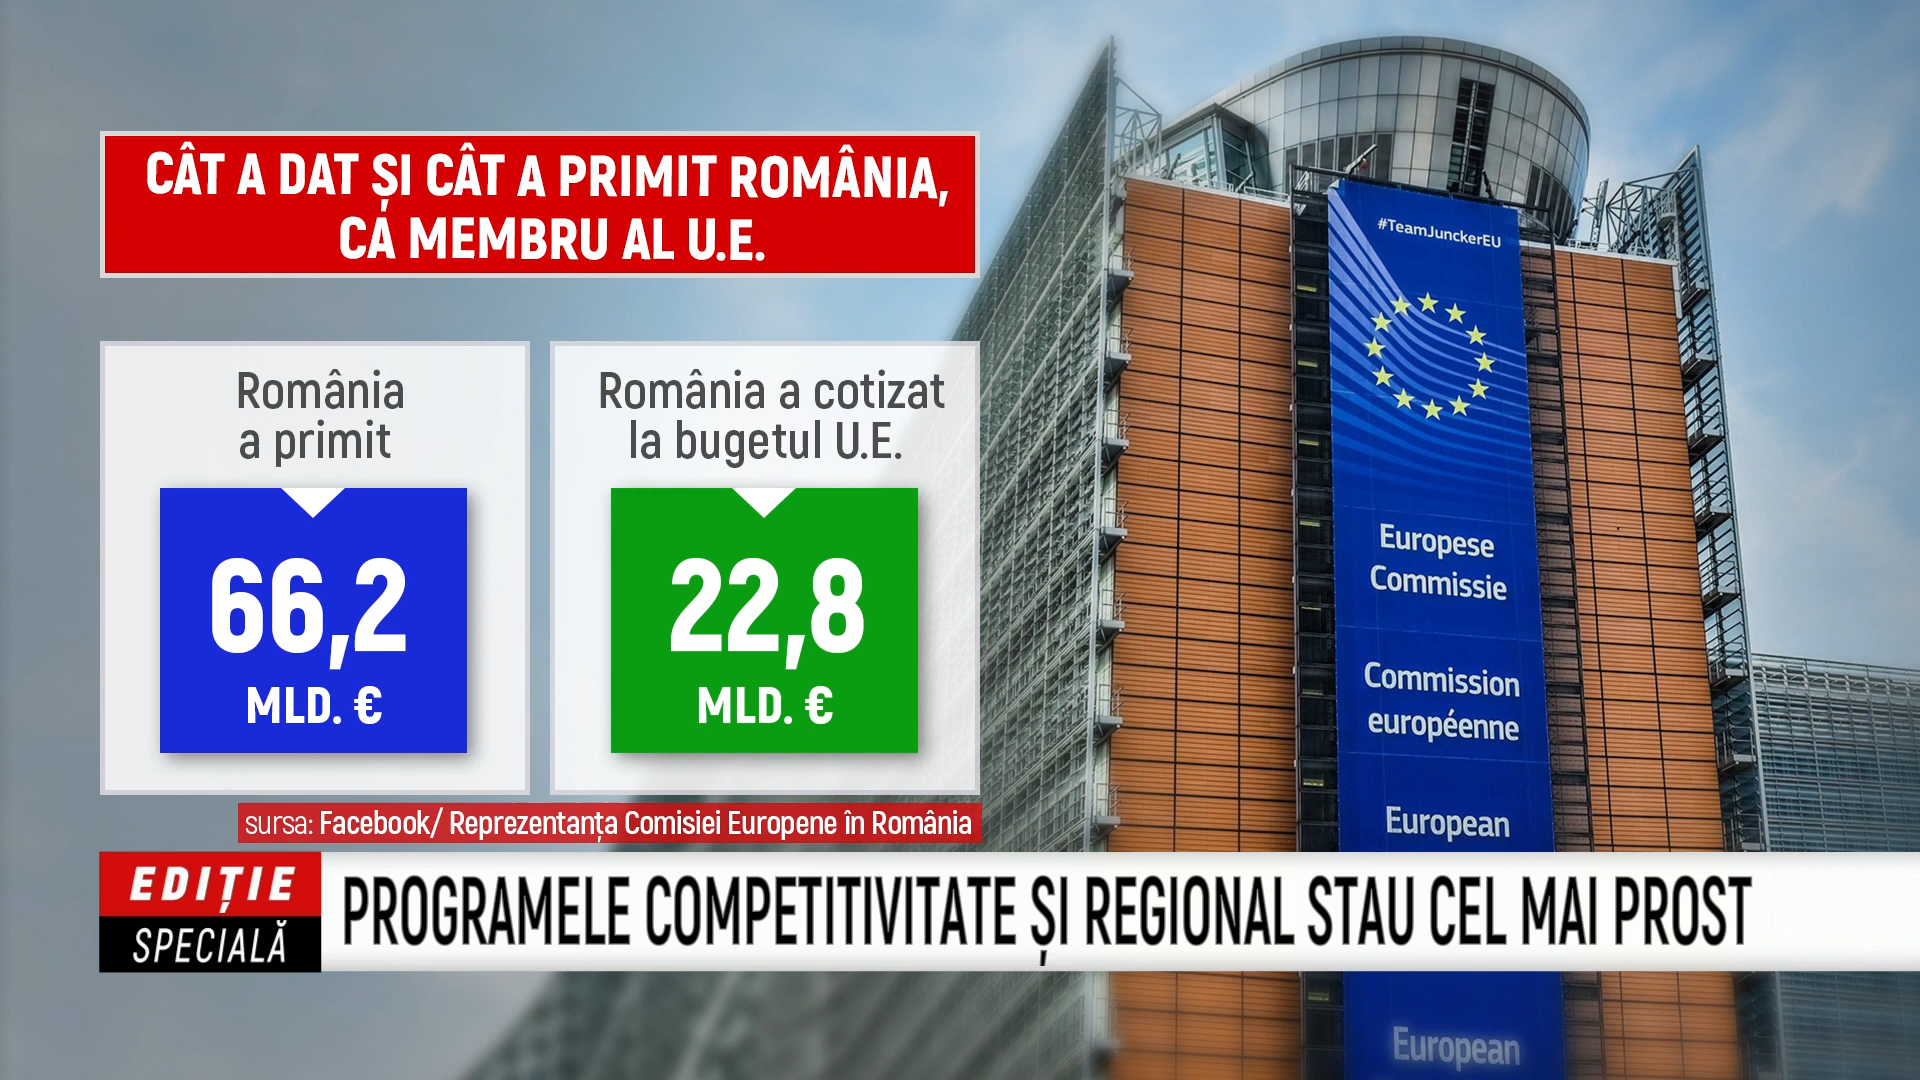 CÂT A DAT ȘI CÂT A PRIMIT ROMÂNIA,
CA MEMBRU AL U.E.
România
a primit
66,2
MLD. €
România a cotizat
la bugetul U.E.
22,8
MLD. €
sursa: Facebook/ Reprezentanța Comisiei Europene în România
EDIȚIE
SPECIALĂ
PROGRAMELE COMPETITIVITATE ȘI REGIONAL STAU CEL MAI PROST
#TeamJunckerEU
Europese
Commissie
Commission
européenne
European
European